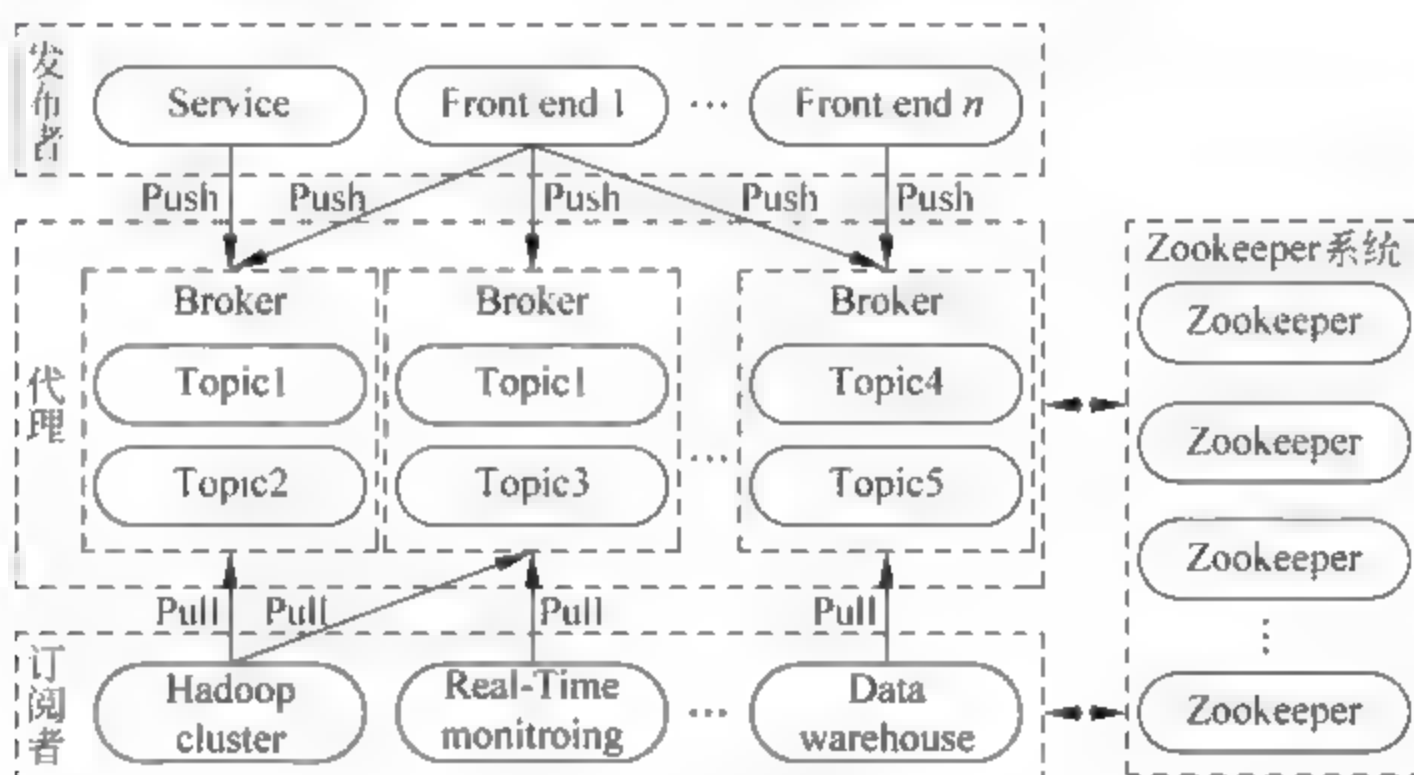 发布者
Service
Front end 1
…
Front end n
Push
Push
Push
Push
Push
代理
Broker
Topic1
Topic2
Broker
Topic1
Topic3
…
Broker
Topic4
Topic5
Zookeeper系统
Zookeeper
Zookeeper
Zookeeper
⋮
Zookeeper
Pull
Pull
Pull
Pull
订阅者
Hadoop
cluster
Real-Time
monitroing
…
Data
warehouse